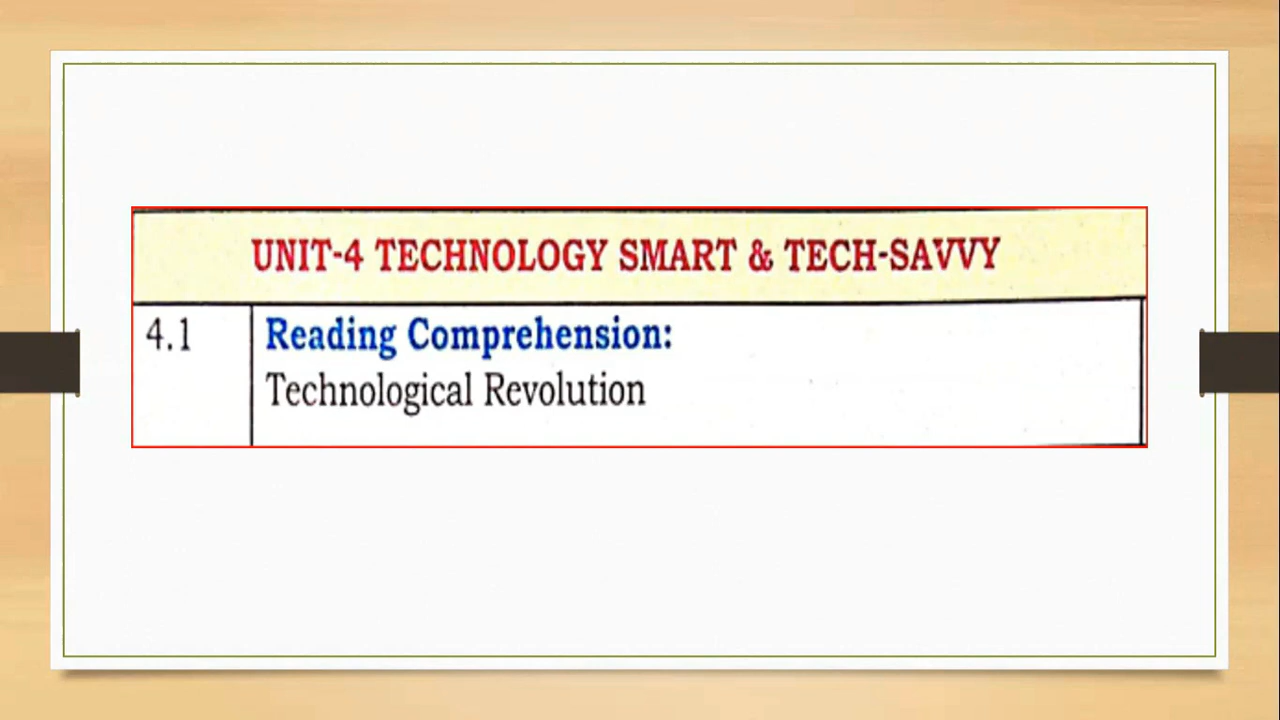 UNIT-4 TECHNOLOGY SMART & TECH-SAVVY
4.1
Reading Comprehension:
Technological Revolution